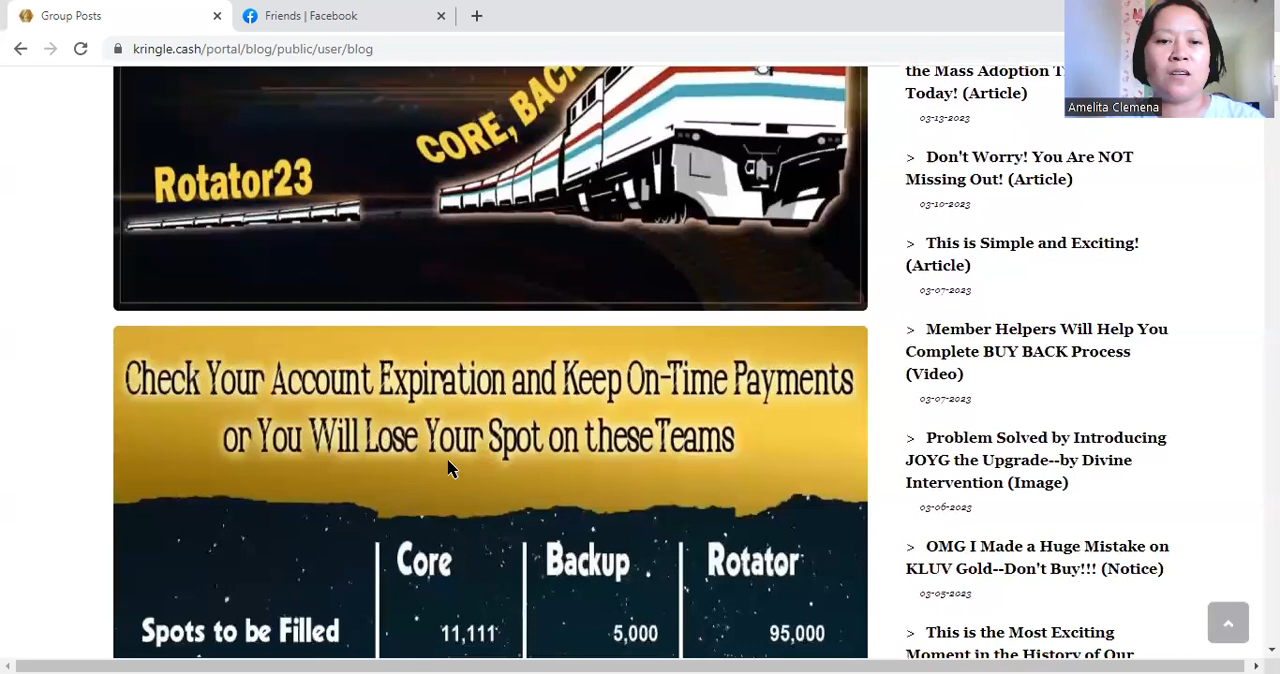 Group Posts
Friends | Facebook
kringle.cash/portal/blog/public/user/blog
Amelita Clemena
Rotator23
CORE, BACK
Check Your Account Expiration and Keep On-Time Payments
or You Will Lose Your Spot on these Teams
Core
Backup
Rotator
Spots to be Filled
11,111
5,000
95,000
the Mass Adoption T
Today! (Article)
03-13-2023
> Don't Worry! You Are NOT
Missing Out! (Article)
03-10-2023
> This is Simple and Exciting!
(Article)
03-07-2023
> Member Helpers Will Help You
Complete BUY BACK Process
(Video)
03-07-2023
> Problem Solved by Introducing
JOYG the Upgrade--by Divine
Intervention (Image)
03-06-2023
> OMG I Made a Huge Mistake on
KLUV Gold--Don't Buy!!! (Notice)
03-05-2023
> This is the Most Exciting
Moment in the History of Our